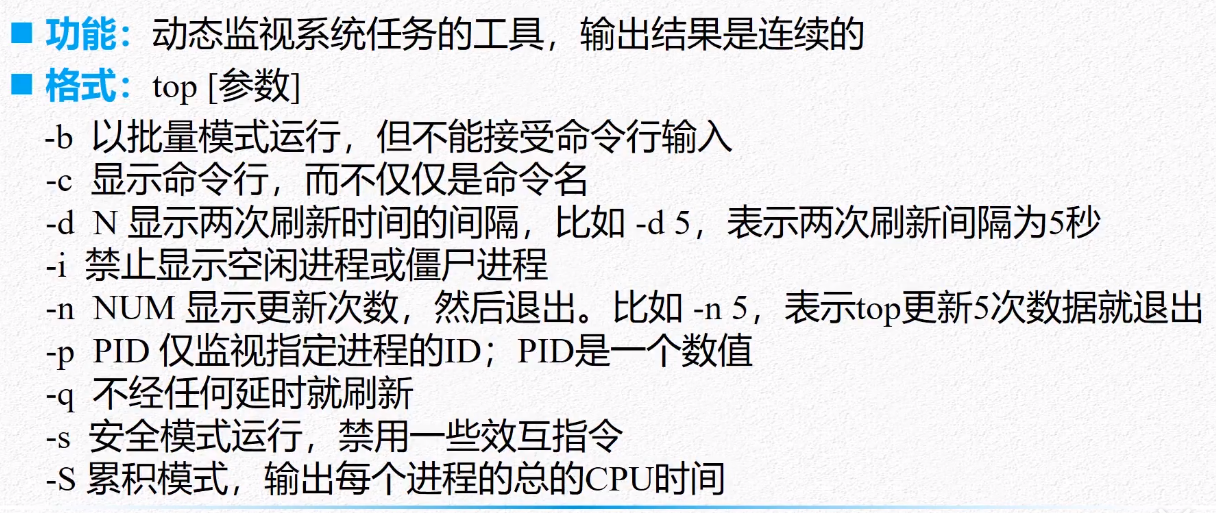 功能：动态监视系统任务的工具，输出结果是连续的
格式：top [参数]
-b 以批量模式运行，但不能接受命令行输入
-c 显示命令行，而不仅仅是命令名
-d N 显示两次刷新时间的间隔，比如 -d 5，表示两次刷新间隔为5秒
-i 禁止显示空闲进程或僵尸进程
-n NUM 显示更新次数，然后退出。比如 -n 5，表示top更新5次数据就退出
-p PID 仅监视指定进程的ID；PID是一个数值
-q 不经任何延时就刷新
-s 安全模式运行，禁用一些效互指令
-S 累积模式，输出每个进程的总的CPU时间